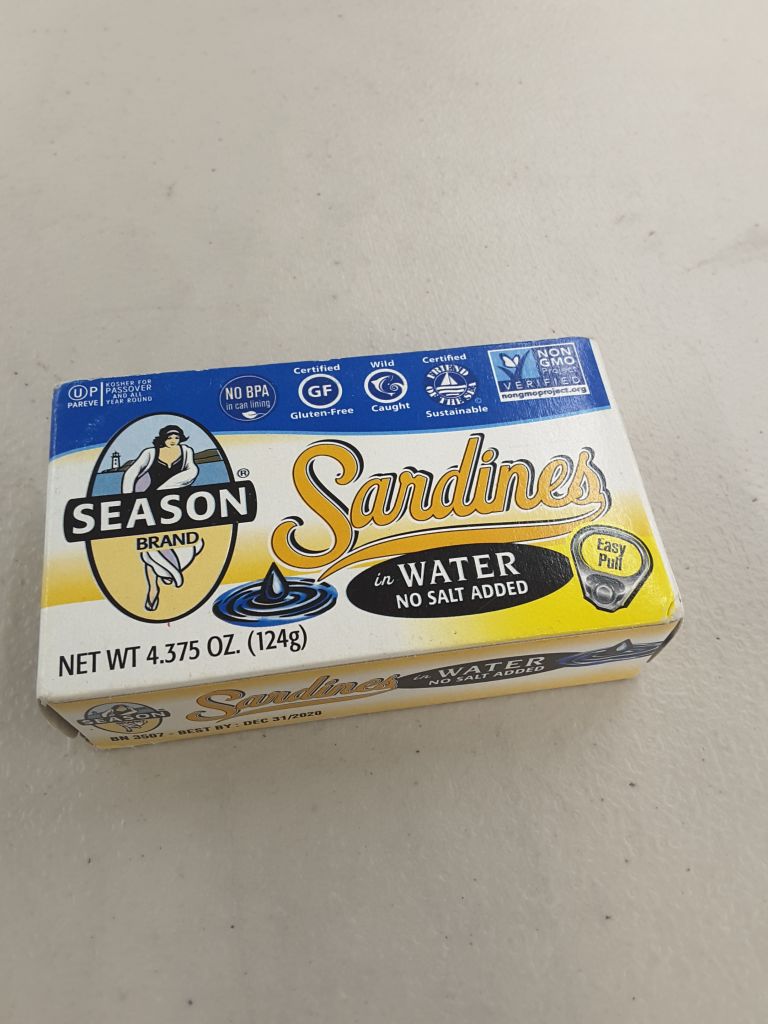 UP
PAREVE
KOSHER FOR
PASSOVER
AND ALL
YEAR ROUND
NO BPA
in can lining
Certified
GF
Gluten-Free
Wild
Caught
Certified
FRIEND
OF THE SEA
Sustainable
NON
GMO
Project
VERIFIED
nongmoproject.org
SEASON®
BRAND
Sardines
in WATER
NO SALT ADDED
Easy
Pull
NET WT 4.375 OZ. (124g)
SEASON
Sardines
in WATER
NO SALT ADDED
BN 3507 - BEST BY: DEC 31/2020